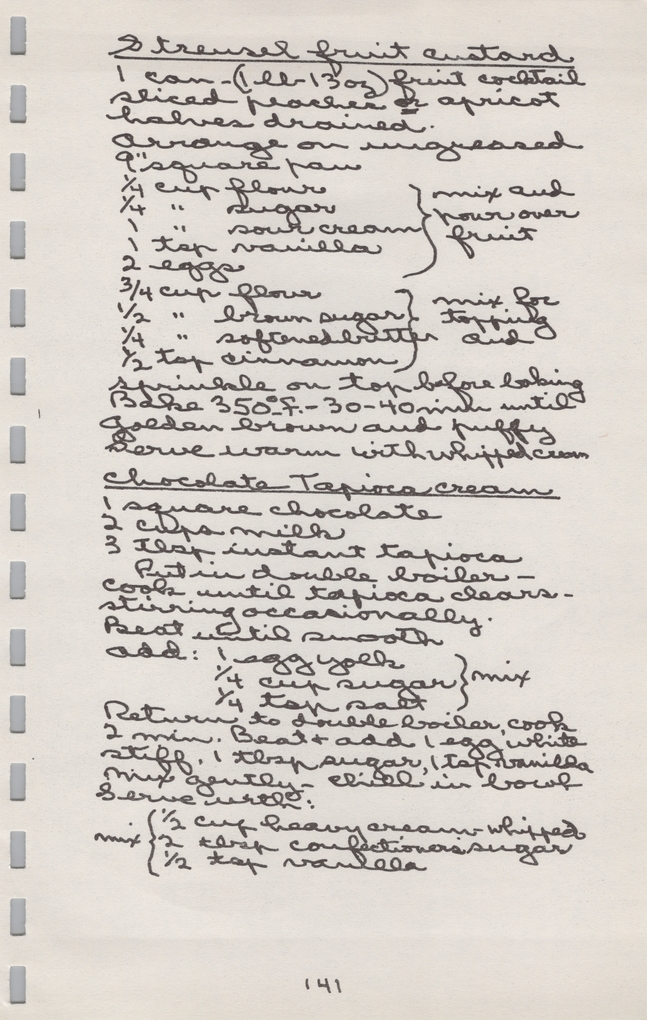 Streusel fruit custard
1 can - (1 lb - 13 oz) fruit cocktail
sliced peaches or apricot
halves drained.
Arrange on ungreased
9" square pan
1/4 cup flour } mix and
1/4 " sugar pour over
1 " sour cream fruit
1 tsp vanilla
2 eggs
3/4 cup flour } mix for
1/2 " brown sugar topping
1/4 " softened butter and
1/2 tsp cinnamon
sprinkle on top before baking
Bake 350° F. - 30-40 min until
golden brown and puffy
Serve warm with whipped cream
Chocolate Tapioca cream
1 square chocolate
2 cups milk
3 tbsp instant tapioca
Put in double boiler -
cook until tapioca clears -
stirring occasionally.
Beat until smooth
add: 1 egg yolk
1/4 cup sugar } mix
1/4 tsp salt
Return to double boiler, cook
2 min. Beat + add 1 egg white
stiff, 1 tbsp sugar, 1 tsp vanilla
Mix gently - chill in bowl
Serve with:
mix { 1/2 cup heavy cream whipped
2 tbsp confectioners sugar
1/2 tsp vanilla
141